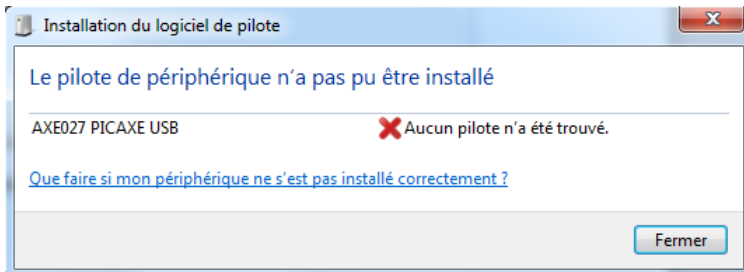 Installation du logiciel de pilote
Le pilote de périphérique n'a pas pu être installé
AXE027 PICAXE USB Aucun pilote n'a été trouvé.
Que faire si mon périphérique ne s'est pas installé correctement ?
Fermer